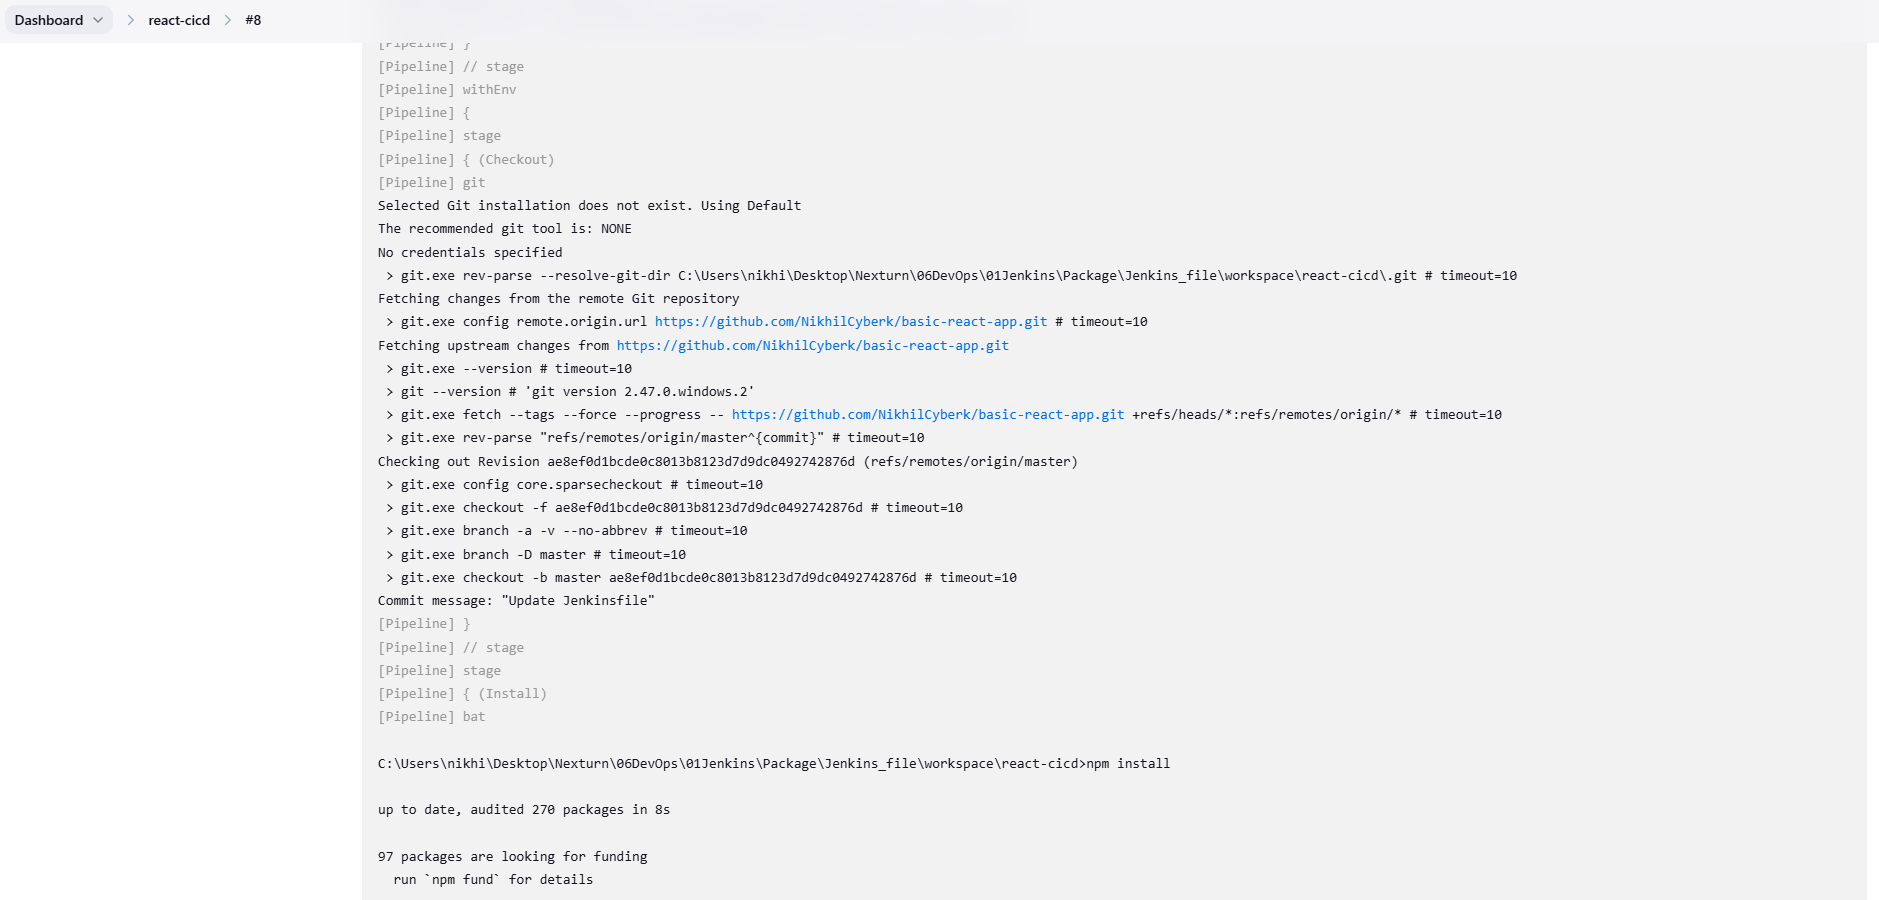 Dashboard
react-cicd
#8
[Pipeline] }
[Pipeline] // stage
[Pipeline] withEnv
[Pipeline] {
[Pipeline] stage
[Pipeline] { (Checkout)
[Pipeline] git
Selected Git installation does not exist. Using Default
The recommended git tool is: NONE
No credentials specified
 > git.exe rev-parse --resolve-git-dir C:\Users\nikhi\Desktop\Nexturn\06DevOps\01Jenkins\Package\Jenkins_file\workspace\react-cicd\.git # timeout=10
Fetching changes from the remote Git repository
 > git.exe config remote.origin.url https://github.com/NikhilCyberk/basic-react-app.git # timeout=10
Fetching upstream changes from https://github.com/NikhilCyberk/basic-react-app.git
 > git.exe --version # timeout=10
 > git --version # 'git version 2.47.0.windows.2'
 > git.exe fetch --tags --force --progress -- https://github.com/NikhilCyberk/basic-react-app.git +refs/heads/*:refs/remotes/origin/* # timeout=10
 > git.exe rev-parse "refs/remotes/origin/master^{commit}" # timeout=10
Checking out Revision ae8ef0d1bcde0c8013b8123d7d9dc0492742876d (refs/remotes/origin/master)
 > git.exe config core.sparsecheckout # timeout=10
 > git.exe checkout -f ae8ef0d1bcde0c8013b8123d7d9dc0492742876d # timeout=10
 > git.exe branch -a -v --no-abbrev # timeout=10
 > git.exe branch -D master # timeout=10
 > git.exe checkout -b master ae8ef0d1bcde0c8013b8123d7d9dc0492742876d # timeout=10
Commit message: "Update Jenkinsfile"
[Pipeline] }
[Pipeline] // stage
[Pipeline] stage
[Pipeline] { (Install)
[Pipeline] bat
C:\Users\nikhi\Desktop\Nexturn\06DevOps\01Jenkins\Package\Jenkins_file\workspace\react-cicd>npm install
up to date, audited 270 packages in 8s
97 packages are looking for funding
  run `npm fund` for details